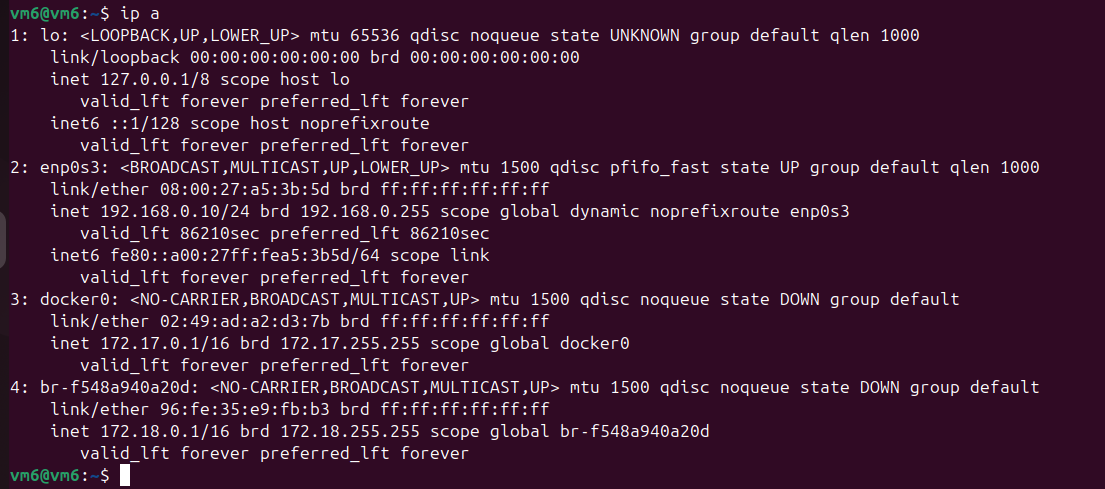 vm6@vm6:~$ ip a
1: lo: <LOOPBACK,UP,LOWER_UP> mtu 65536 qdisc noqueue state UNKNOWN group default qlen 1000
    link/loopback 00:00:00:00:00:00 brd 00:00:00:00:00:00
    inet 127.0.0.1/8 scope host lo
       valid_lft forever preferred_lft forever
    inet6 ::1/128 scope host noprefixroute
       valid_lft forever preferred_lft forever
2: enp0s3: <BROADCAST,MULTICAST,UP,LOWER_UP> mtu 1500 qdisc pfifo_fast state UP group default qlen 1000
    link/ether 08:00:27:a5:3b:5d brd ff:ff:ff:ff:ff:ff
    inet 192.168.0.10/24 brd 192.168.0.255 scope global dynamic noprefixroute enp0s3
       valid_lft 86210sec preferred_lft 86210sec
    inet6 fe80::a00:27ff:fea5:3b5d/64 scope link
       valid_lft forever preferred_lft forever
3: docker0: <NO-CARRIER,BROADCAST,MULTICAST,UP> mtu 1500 qdisc noqueue state DOWN group default
    link/ether 02:49:ad:a2:d3:7b brd ff:ff:ff:ff:ff:ff
    inet 172.17.0.1/16 brd 172.17.255.255 scope global docker0
       valid_lft forever preferred_lft forever
4: br-f548a940a20d: <NO-CARRIER,BROADCAST,MULTICAST,UP> mtu 1500 qdisc noqueue state DOWN group default
    link/ether 96:fe:35:e9:fb:b3 brd ff:ff:ff:ff:ff:ff
    inet 172.18.0.1/16 brd 172.18.255.255 scope global br-f548a940a20d
       valid_lft forever preferred_lft forever
vm6@vm6:~$